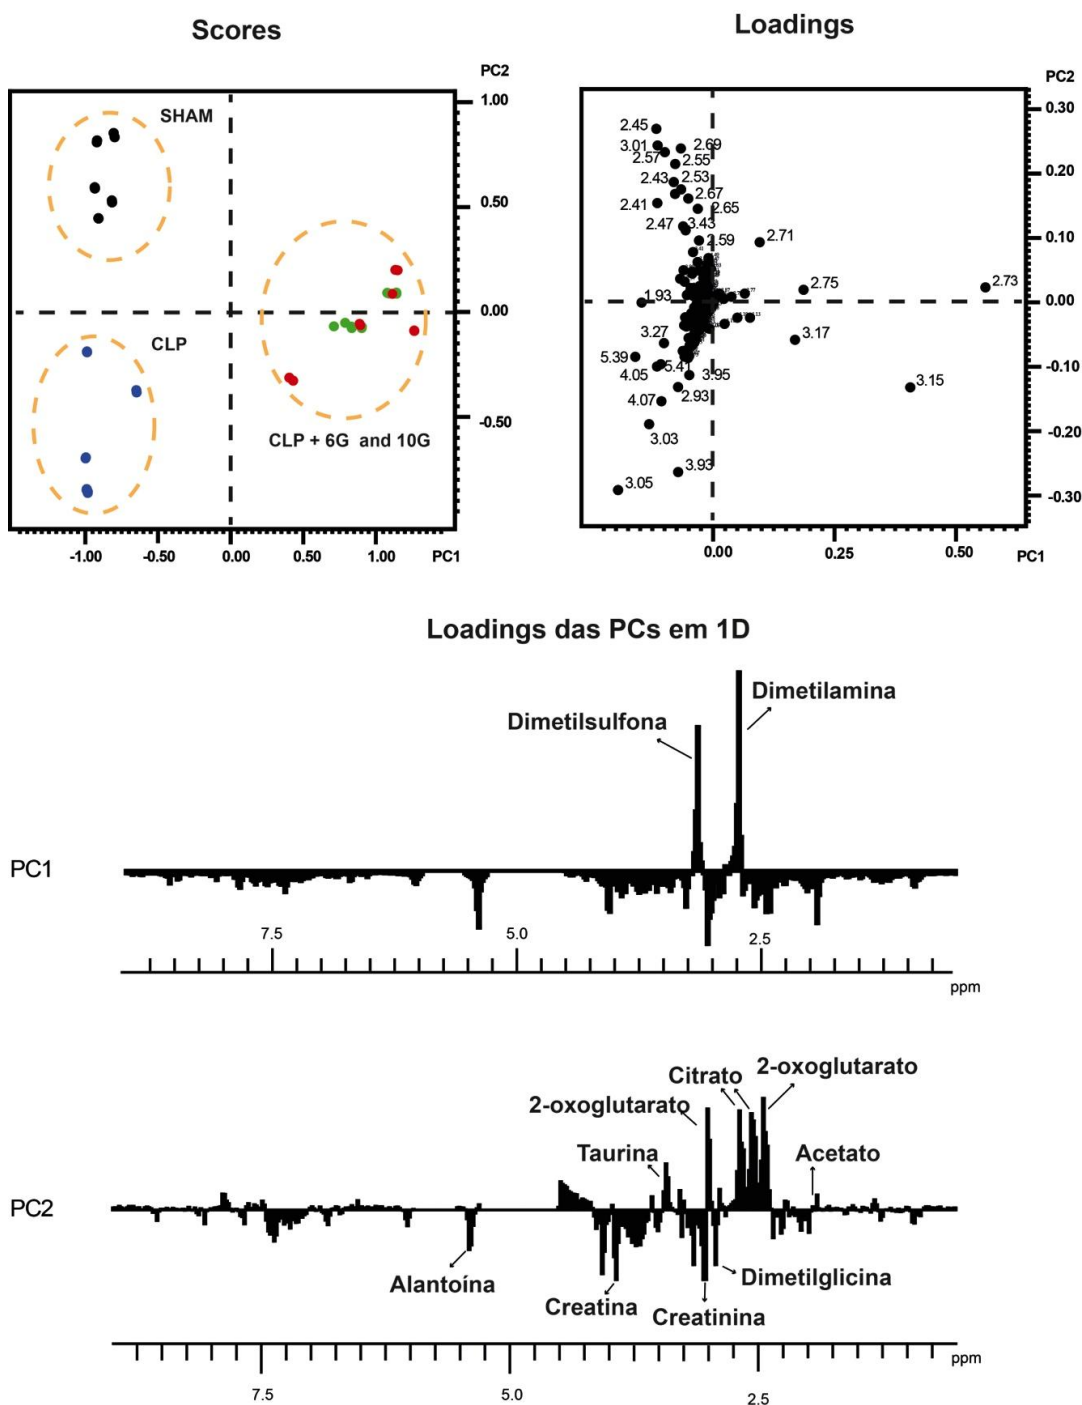 Scores
Loadings
PC2
1.00
0.50
0.00
-0.50
SHAM
CLP
CLP + 6G and 10G
-1.00 -0.50 0.00 0.50 1.00 PC1
PC2
0.30
0.20
0.10
0.00
-0.10
-0.20
-0.30
2.45
3.01 2.69
2.57 2.55
2.43 2.53
2.41 2.67
2.65
2.47 3.43
2.59 2.71
2.75 2.73
1.93
3.27 3.17
5.39
4.05 5.41 3.95
3.15
4.07 2.93
3.03
3.93
3.05
0.00 0.25 0.50 PC1
Loadings das PCs em 1D
Dimetilsulfona
Dimetilamina
PC1
7.5 5.0 2.5
ppm
2-oxoglutarato
Citrato
2-oxoglutarato
Taurina
Acetato
PC2
Alantoína
Creatina
Creatinina
Dimetilglicina
ppm
7.5 5.0 2.5